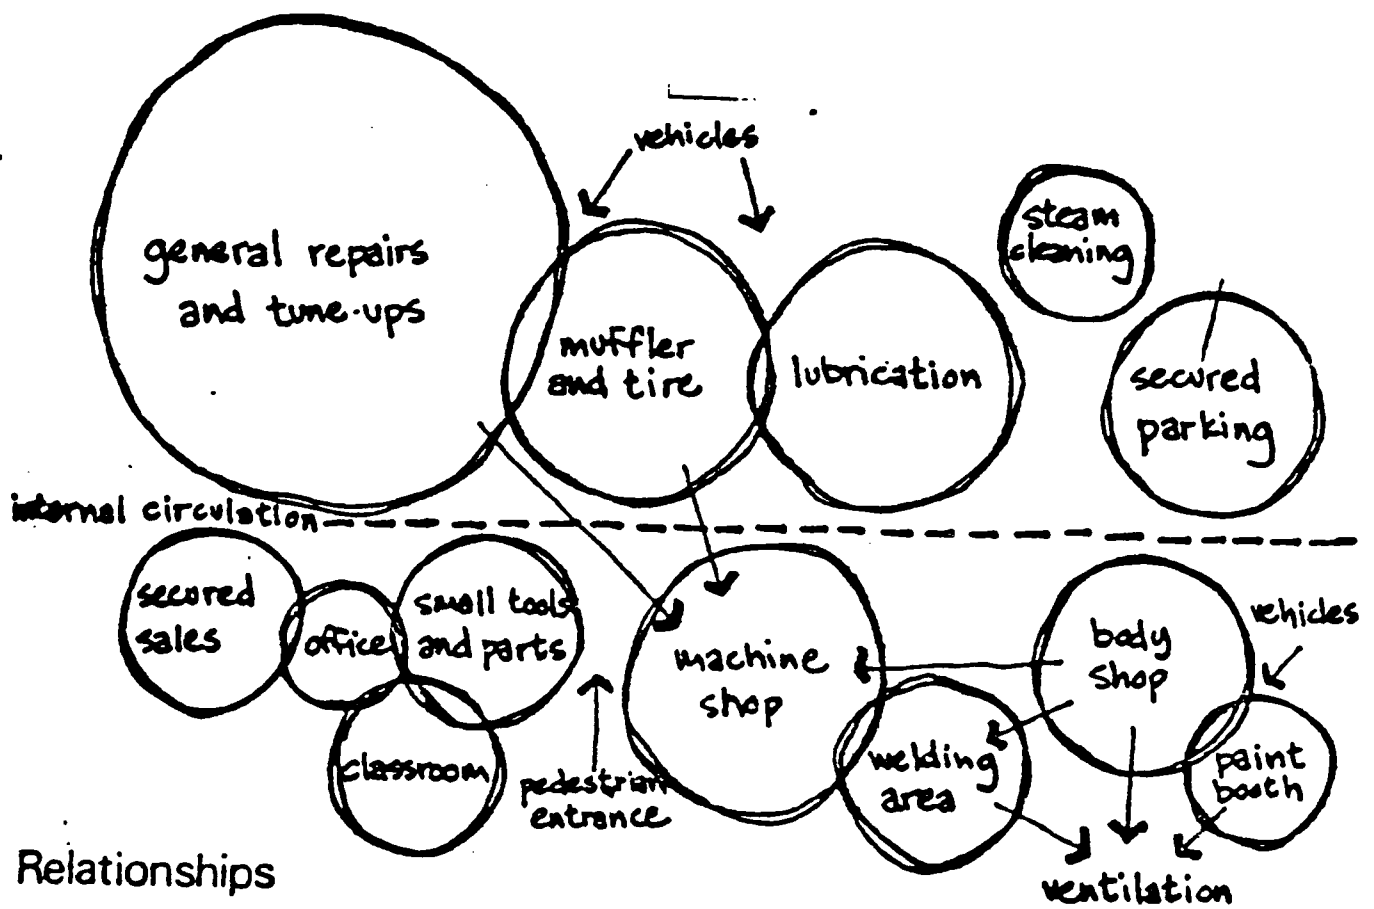 vehicles
general repairs
and tune-ups
muffler
and tire
lubrication
steam
cleaning
secured
parking
internal circulation
secured
sales
office
small tools
and parts
classroom
pedestrian
entrance
machine
shop
welding
area
body
shop
vehicles
paint
booth
ventilation
Relationships